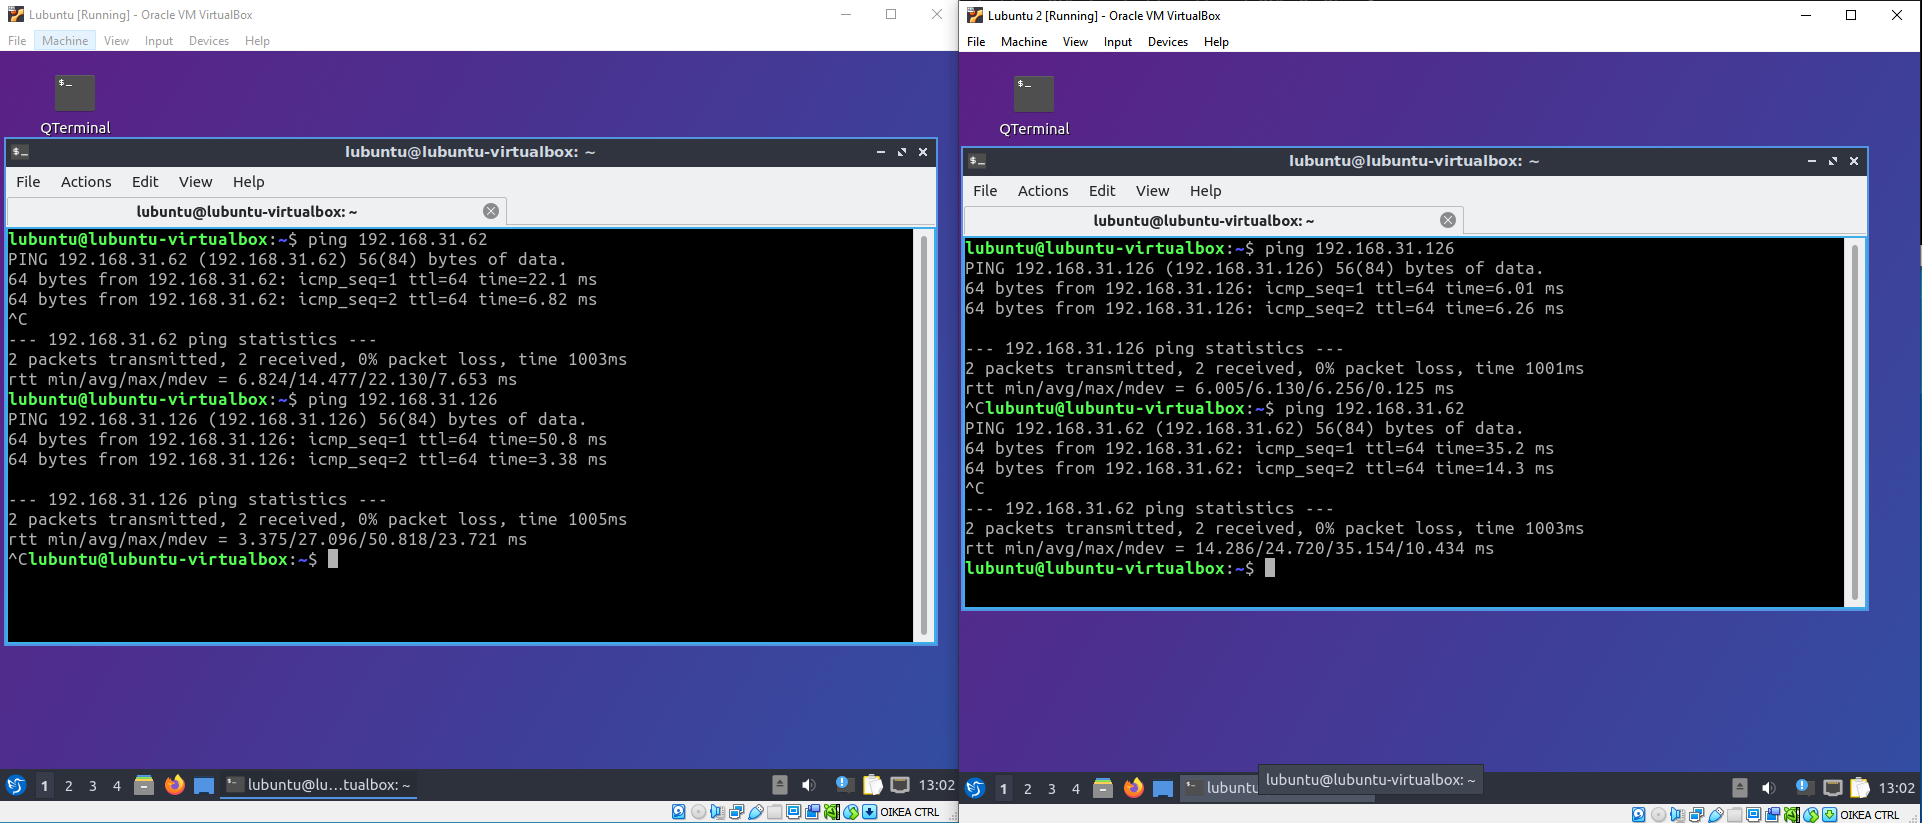 Lubuntu [Running] - Oracle VM VirtualBox
File Machine View Input Devices Help
$_
QTerminal
$_ lubuntu@lubuntu-virtualbox: ~
File Actions Edit View Help
lubuntu@lubuntu-virtualbox: ~
lubuntu@lubuntu-virtualbox:~$ ping 192.168.31.62
PING 192.168.31.62 (192.168.31.62) 56(84) bytes of data.
64 bytes from 192.168.31.62: icmp_seq=1 ttl=64 time=22.1 ms
64 bytes from 192.168.31.62: icmp_seq=2 ttl=64 time=6.82 ms
^C
--- 192.168.31.62 ping statistics ---
2 packets transmitted, 2 received, 0% packet loss, time 1003ms
rtt min/avg/max/mdev = 6.824/14.477/22.130/7.653 ms
lubuntu@lubuntu-virtualbox:~$ ping 192.168.31.126
PING 192.168.31.126 (192.168.31.126) 56(84) bytes of data.
64 bytes from 192.168.31.126: icmp_seq=1 ttl=64 time=50.8 ms
64 bytes from 192.168.31.126: icmp_seq=2 ttl=64 time=3.38 ms
--- 192.168.31.126 ping statistics ---
2 packets transmitted, 2 received, 0% packet loss, time 1005ms
rtt min/avg/max/mdev = 3.375/27.096/50.818/23.721 ms
^Clubuntu@lubuntu-virtualbox:~$
1 2 3 4 lubuntu@lu...tualbox: ~ 13:02
OIKEA CTRL
Lubuntu 2 [Running] - Oracle VM VirtualBox
File Machine View Input Devices Help
$_
QTerminal
$_ lubuntu@lubuntu-virtualbox: ~
File Actions Edit View Help
lubuntu@lubuntu-virtualbox: ~
lubuntu@lubuntu-virtualbox:~$ ping 192.168.31.126
PING 192.168.31.126 (192.168.31.126) 56(84) bytes of data.
64 bytes from 192.168.31.126: icmp_seq=1 ttl=64 time=6.01 ms
64 bytes from 192.168.31.126: icmp_seq=2 ttl=64 time=6.26 ms
--- 192.168.31.126 ping statistics ---
2 packets transmitted, 2 received, 0% packet loss, time 1001ms
rtt min/avg/max/mdev = 6.005/6.130/6.256/0.125 ms
^Clubuntu@lubuntu-virtualbox:~$ ping 192.168.31.62
PING 192.168.31.62 (192.168.31.62) 56(84) bytes of data.
64 bytes from 192.168.31.62: icmp_seq=1 ttl=64 time=35.2 ms
64 bytes from 192.168.31.62: icmp_seq=2 ttl=64 time=14.3 ms
^C
--- 192.168.31.62 ping statistics ---
2 packets transmitted, 2 received, 0% packet loss, time 1003ms
rtt min/avg/max/mdev = 14.286/24.720/35.154/10.434 ms
lubuntu@lubuntu-virtualbox:~$
lubuntu@lubuntu-virtualbox: ~
1 2 3 4 lubuntu 13:02
OIKEA CTRL